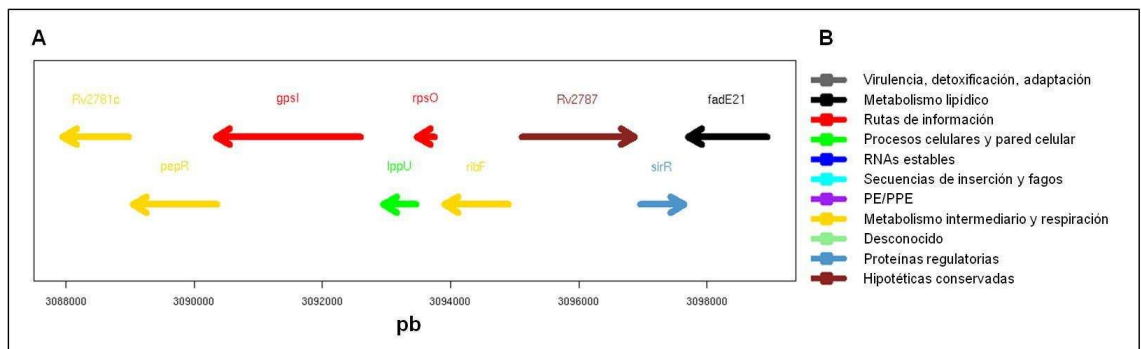 A
Rv2781c
gpsI
rpsO
Rv2787
fadE21
pepR
lppU
ribF
sirR
3088000 3090000 3092000 3094000 3096000 3098000
pb
B
Virulencia, detoxificación, adaptación
Metabolismo lipídico
Rutas de información
Procesos celulares y pared celular
RNAs estables
Secuencias de inserción y fagos
PE/PPE
Metabolismo intermediario y respiración
Desconocido
Proteínas regulatorias
Hipotéticas conservadas